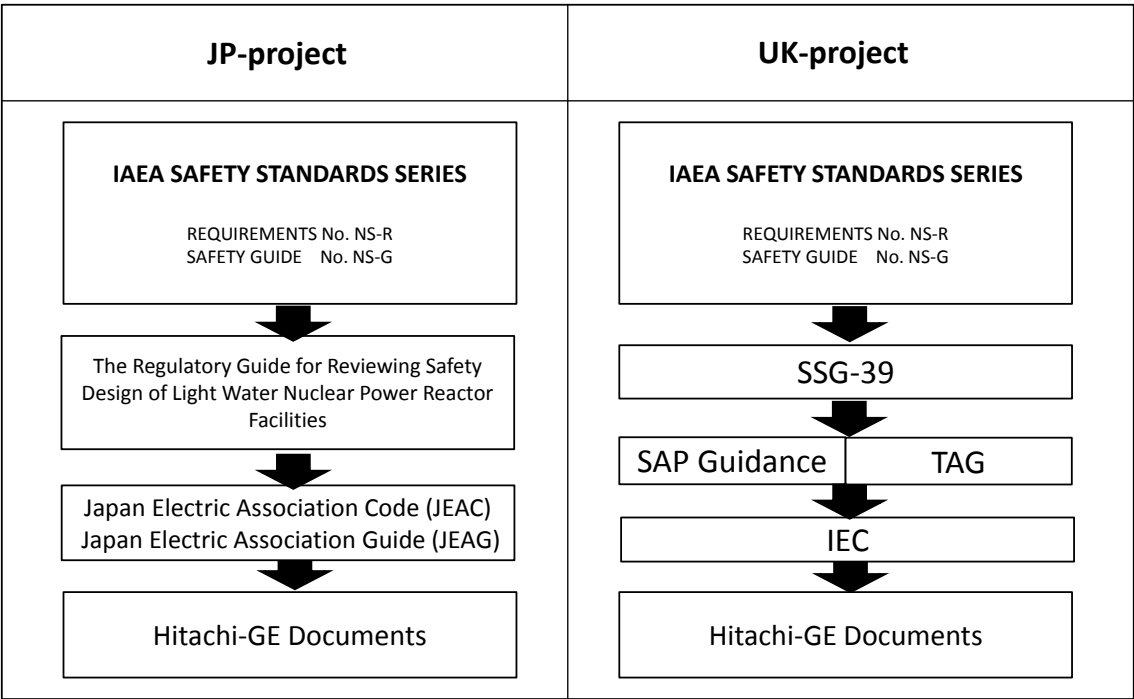 JP-project
UK-project
IAEA SAFETY STANDARDS SERIES
REQUIREMENTS No. NS-R
SAFETY GUIDE No. NS-G
The Regulatory Guide for Reviewing Safety
Design of Light Water Nuclear Power Reactor
Facilities
Japan Electric Association Code (JEAC)
Japan Electric Association Guide (JEAG)
Hitachi-GE Documents
IAEA SAFETY STANDARDS SERIES
REQUIREMENTS No. NS-R
SAFETY GUIDE No. NS-G
SSG-39
SAP Guidance
TAG
IEC
Hitachi-GE Documents